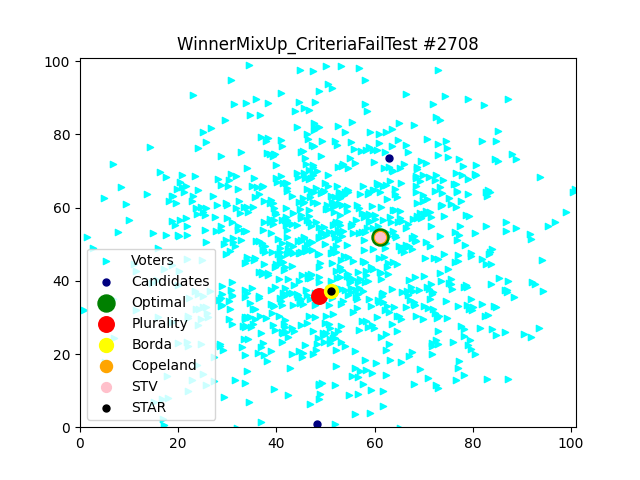 WinnerMixUp_CriteriaFailTest #2708
100
80
60
40
20
0
Voters
Candidates
Optimal
Plurality
Borda
Copeland
STV
STAR
0 20 40 60 80 100